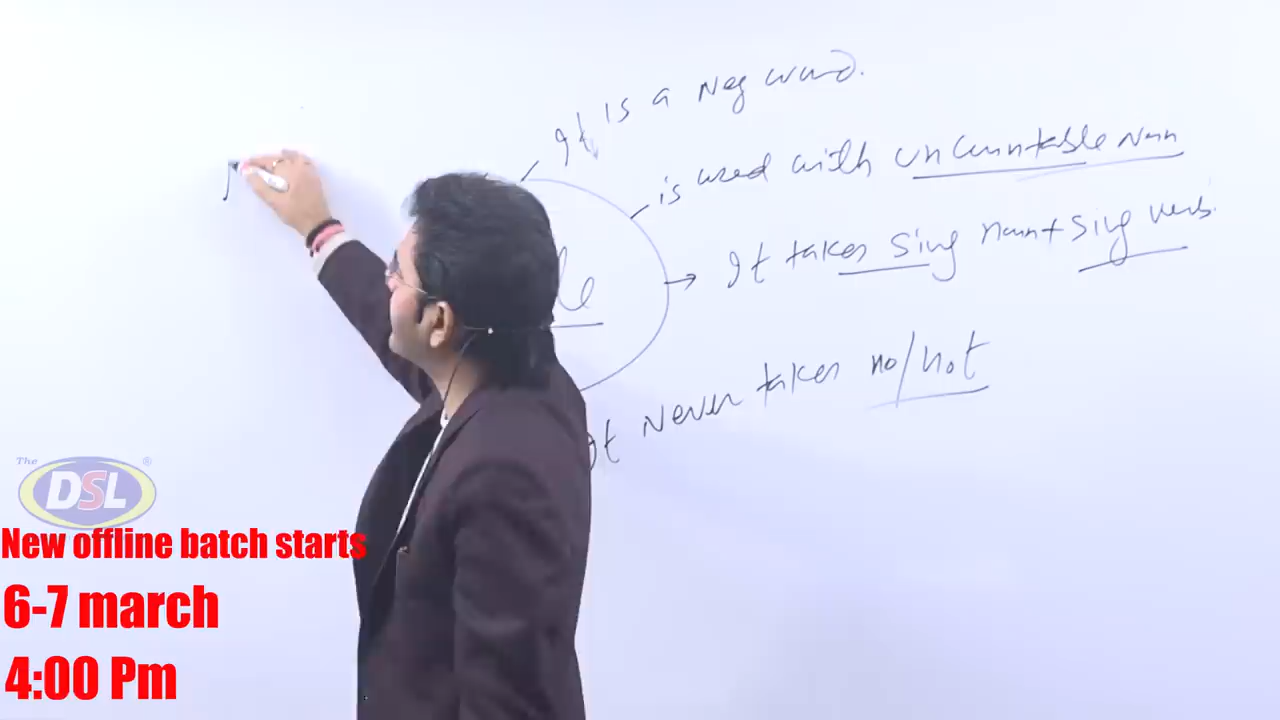 It is a Neg word.
is used with uncountable Noun
It takes Sing noun + Sing verb.
le
It Never takes no/not
The DSL ®
New offline batch starts
6-7 march
4:00 Pm